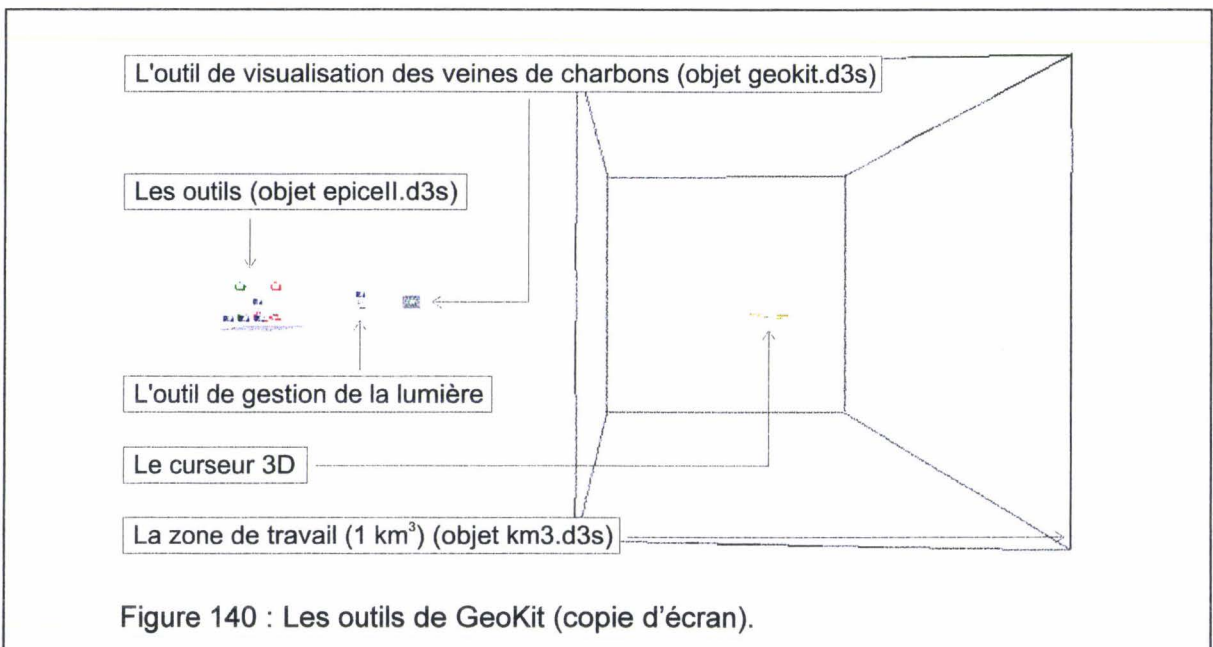 L'outil de visualisation des veines de charbons (objet geokit.d3s)
Les outils (objet epicell.d3s)
L'outil de gestion de la lumière
Le curseur 3D
La zone de travail (1 km³) (objet km3.d3s)
Figure 140 : Les outils de GeoKit (copie d'écran).